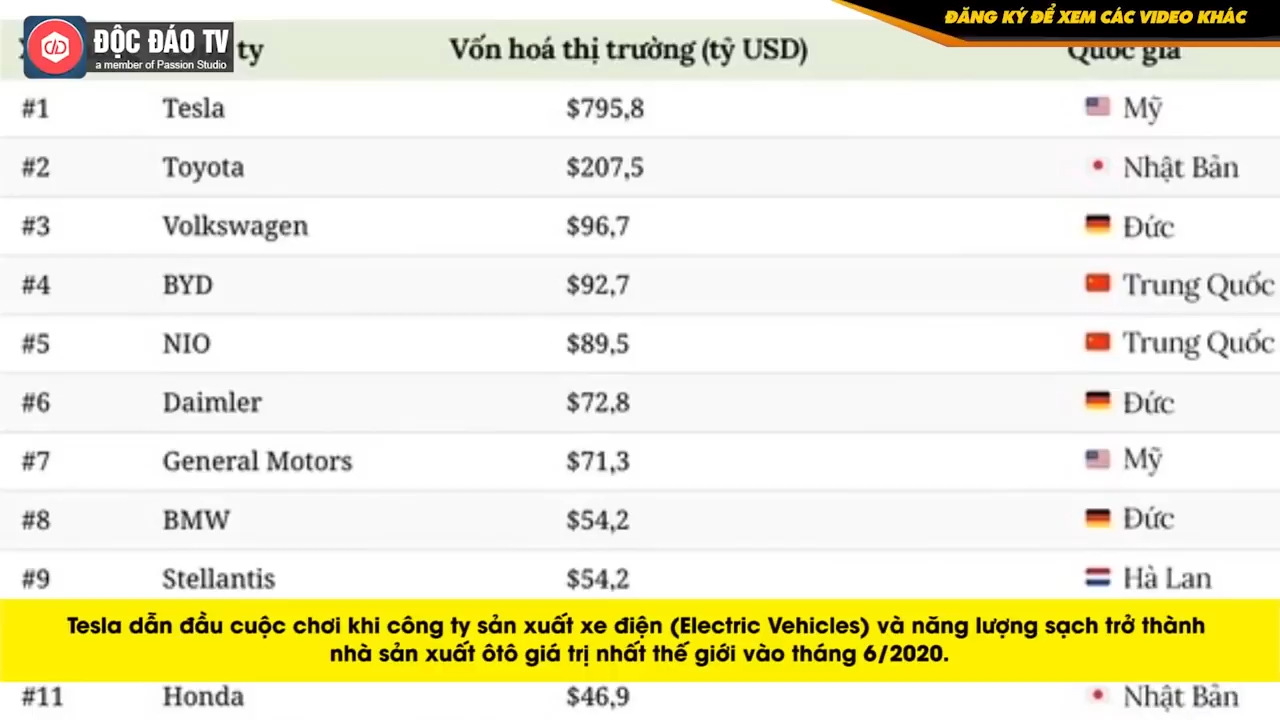 ĐĂNG KÝ ĐỂ XEM CÁC VIDEO KHÁC
ĐỘC ĐÁO TV
a member of Passion Studio
ty Vốn hoá thị trường (tỷ USD) Quốc gia
#1 Tesla $795,8 Mỹ
#2 Toyota $207,5 Nhật Bản
#3 Volkswagen $96,7 Đức
#4 BYD $92,7 Trung Quốc
#5 NIO $89,5 Trung Quốc
#6 Daimler $72,8 Đức
#7 General Motors $71,3 Mỹ
#8 BMW $54,2 Đức
#9 Stellantis $54,2 Hà Lan
Tesla dẫn đầu cuộc chơi khi công ty sản xuất xe điện (Electric Vehicles) và năng lượng sạch trở thành
nhà sản xuất ôtô giá trị nhất thế giới vào tháng 6/2020.
#11 Honda $46,9 Nhật Bản